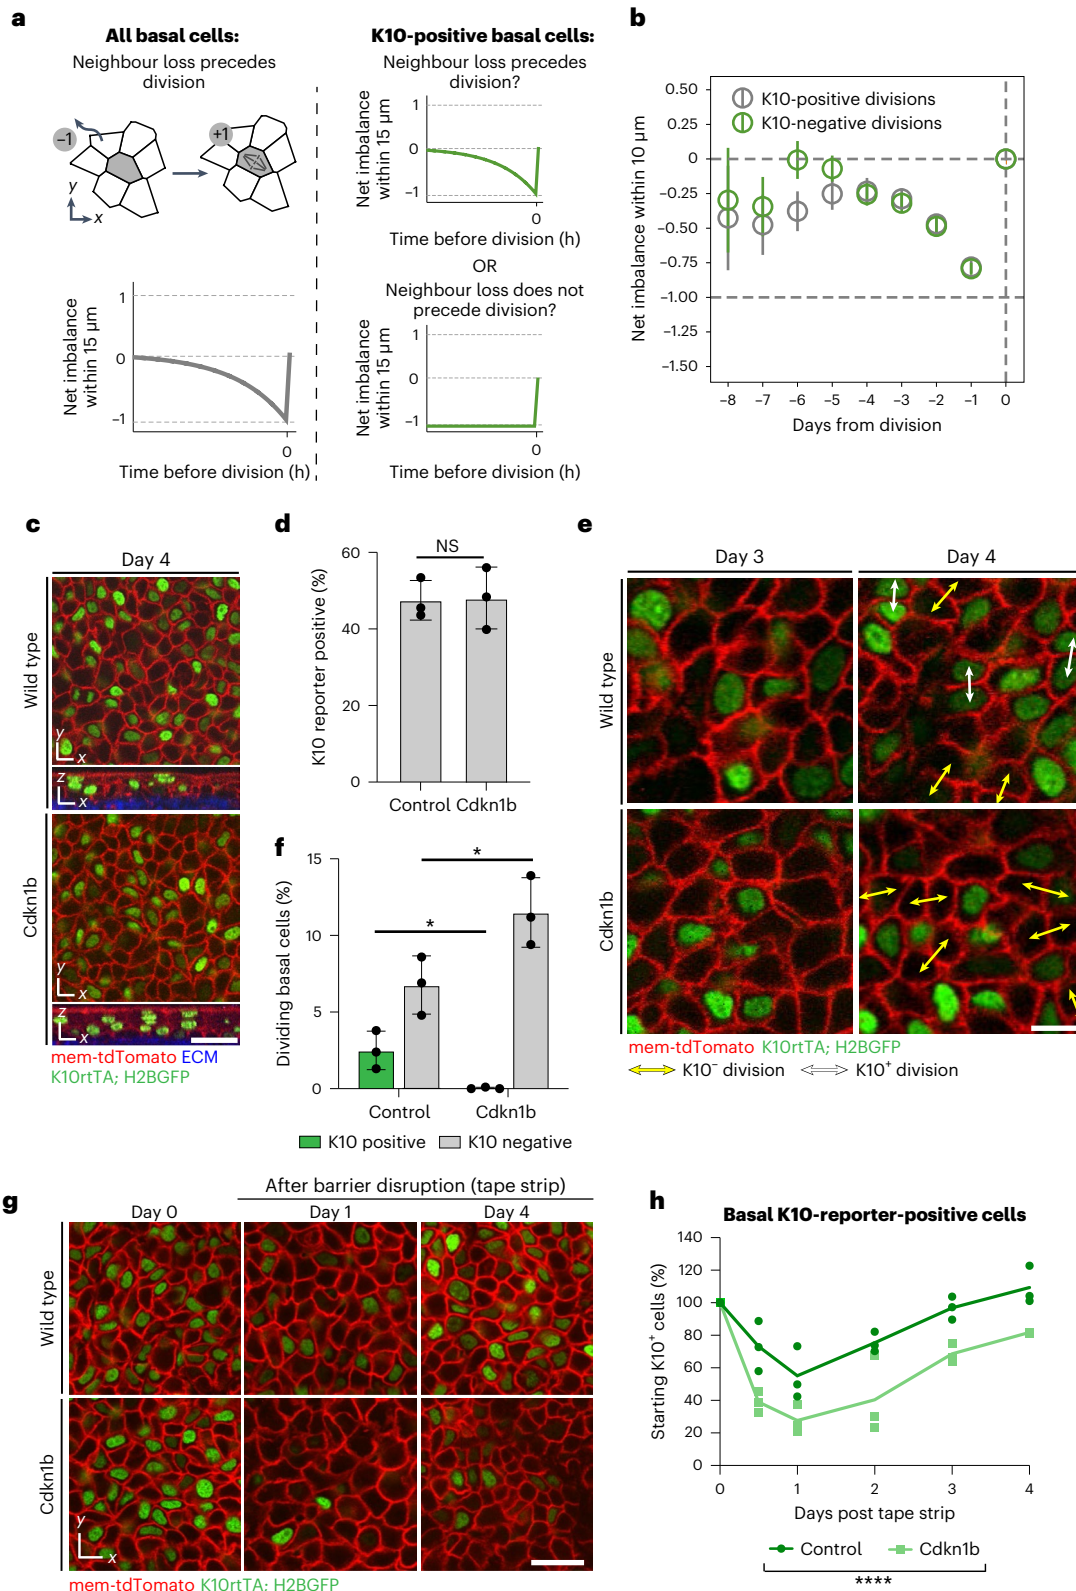 a
All basal cells:
Neighbour loss precedes
division
−1
+1
y
x
Net imbalance
within 15 µm
1
0
−1
0
Time before division (h)
K10-positive basal cells:
Neighbour loss precedes
division?
Net imbalance
within 15 µm
1
0
−1
0
Time before division (h)
OR
Neighbour loss does not
precede division?
Net imbalance
within 15 µm
1
0
−1
0
Time before division (h)
b
Net imbalance within 10 µm
0.50
0.25
0
−0.25
−0.50
−0.75
−1.00
−1.25
−1.50
K10-positive divisions
K10-negative divisions
−8 −7 −6 −5 −4 −3 −2 −1 0
Days from division
c
Day 4
Wild type
y
x
z
x
Cdkn1b
y
x
z
x
mem-tdTomato ECM
K10rtTA; H2BGFP
d
K10 reporter positive (%)
60
40
20
0
NS
Control Cdkn1b
e
Day 3 Day 4
Wild type
Cdkn1b
mem-tdTomato K10rtTA; H2BGFP
K10− division K10+ division
f
Dividing basal cells (%)
15
10
5
0
*
*
Control Cdkn1b
K10 positive K10 negative
g
After barrier disruption (tape strip)
Day 0 Day 1 Day 4
Wild type
Cdkn1b
y
x
mem-tdTomato K10rtTA: H2BGFP
h
Basal K10-reporter-positive cells
Starting K10+ cells (%)
140
120
100
80
60
40
20
0
0 1 2 3 4
Days post tape strip
Control Cdkn1b
****